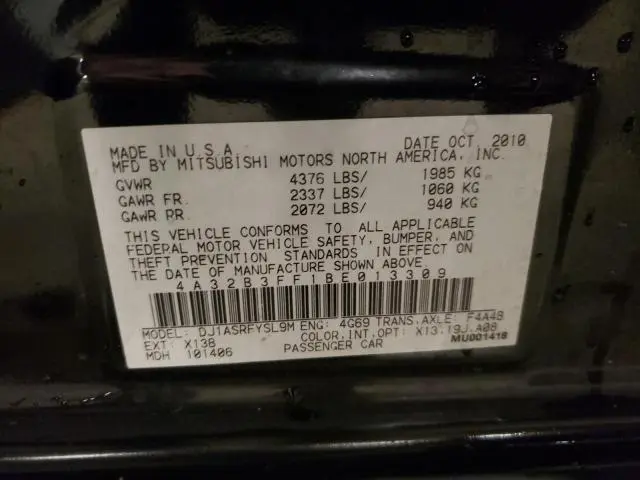 MADE IN U.S.A. DATE OCT 2010
MFD BY MITSUBISHI MOTORS NORTH AMERICA, INC.
GVWR 4376 LBS/ 1985 KG
GAWR FR. 2337 LBS/ 1060 KG
GAWR RR. 2072 LBS/ 940 KG
THIS VEHICLE CONFORMS TO ALL APPLICABLE
FEDERAL MOTOR VEHICLE SAFETY, BUMPER, AND
THEFT PREVENTION STANDARDS IN EFFECT ON
THE DATE OF MANUFACTURE SHOWN ABOVE.
4A32B3FF1BE013309
MODEL: DJ1ASRFYSL9M ENG: 4G69 TRANS.AXLE: F4A4B
EXT: X13B COLOR.INT.OPT: X13.19J.A08
MDH 101406 PASSENGER CAR MU001418